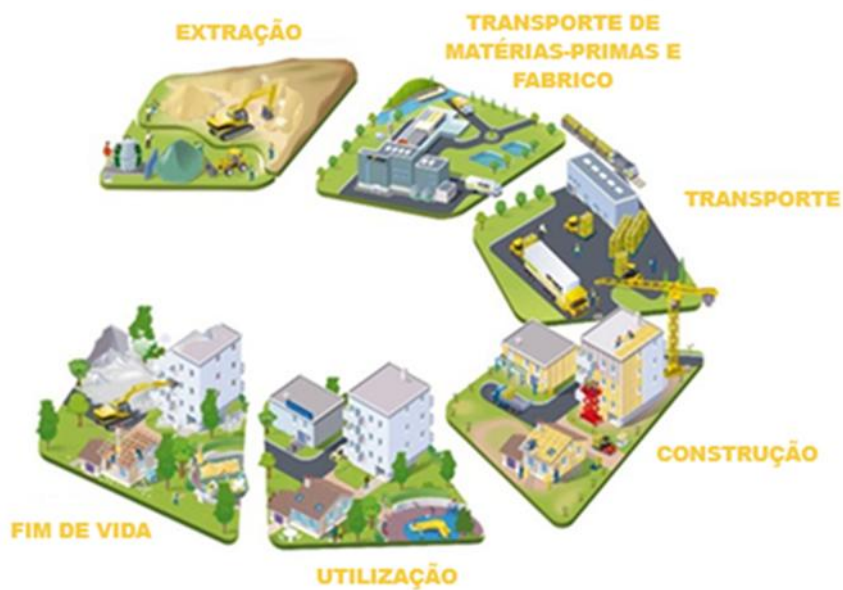 EXTRAÇÃO
TRANSPORTE DE
MATÉRIAS-PRIMAS E
FABRICO
TRANSPORTE
CONSTRUÇÃO
UTILIZAÇÃO
FIM DE VIDA